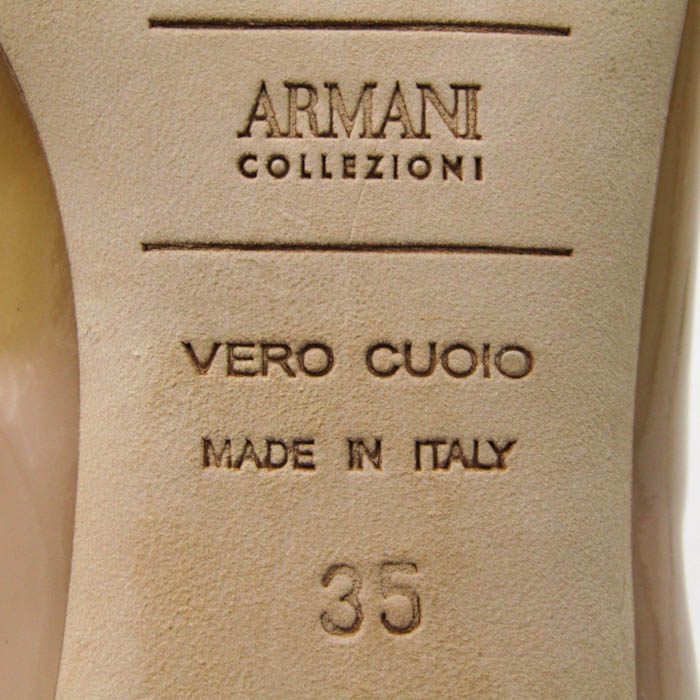 ARMANI
COLLEZIONI
VERO CUOIO
MADE IN ITALY
35